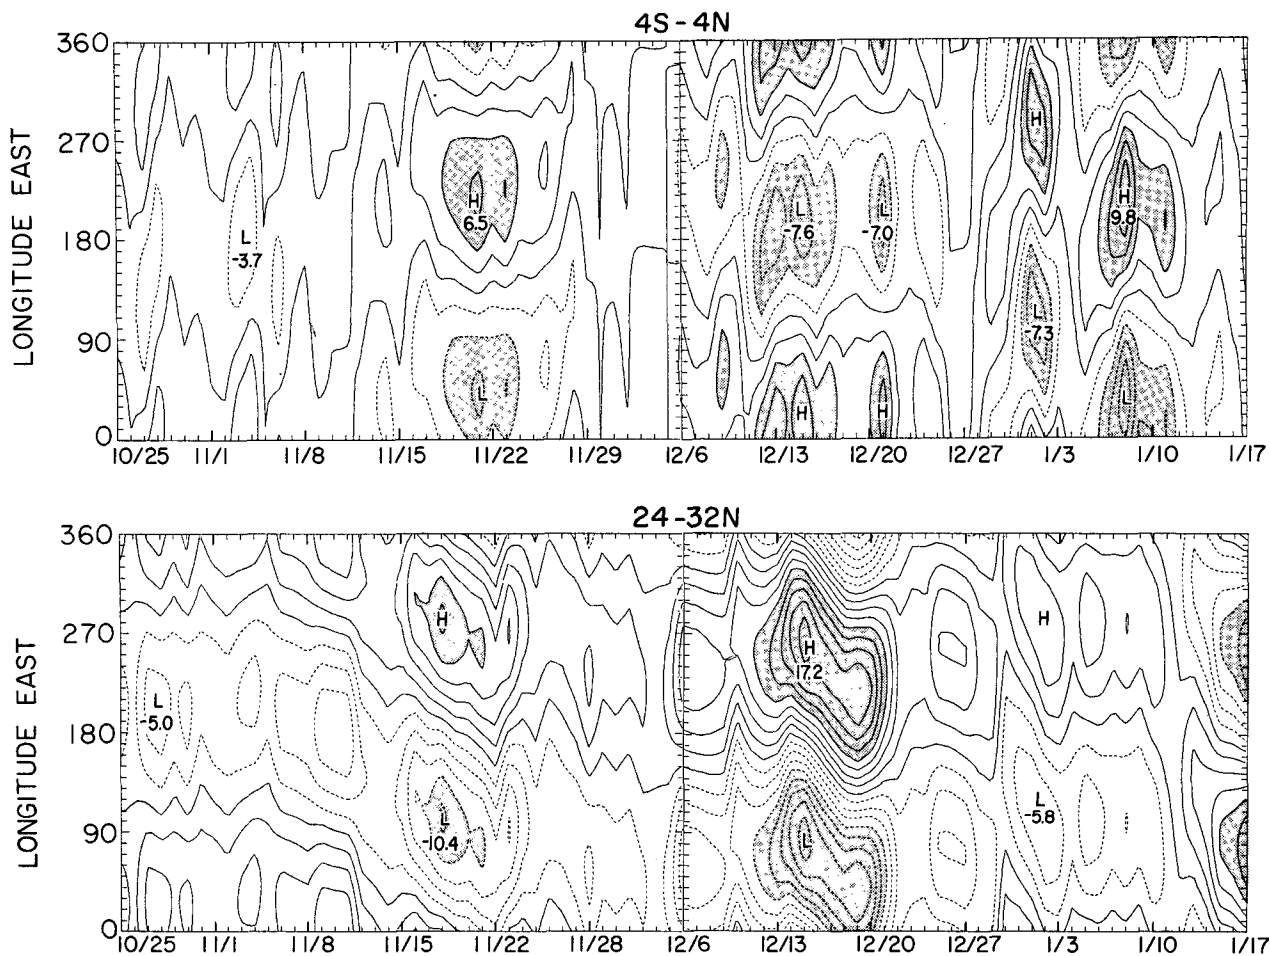 4S - 4N
360
270
180
90
0
LONGITUDE EAST
L
-3.7
H
6.5
L
L
-7.6
L
-7.0
H
H
H
L
-7.3
H
9.8
L
10/25 11/1 11/8 11/15 11/22 11/29 12/6 12/13 12/20 12/27 1/3 1/10 1/17
24 - 32N
360
270
180
90
0
LONGITUDE EAST
L
-5.0
H
L
-10.4
H
17.2
L
H
L
-5.8
10/25 11/1 11/8 11/15 11/22 11/28 12/6 12/13 12/20 12/27 1/3 1/10 1/17